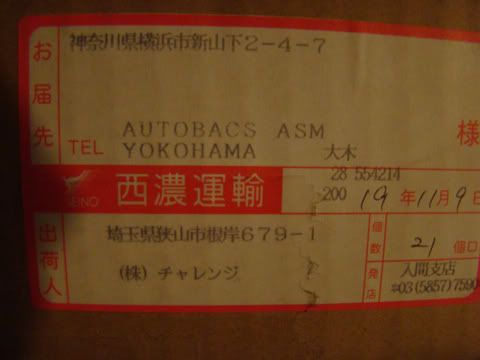 お届先
神奈川県横浜市新山下2-4-7
様
TEL
AUTOBACS ASM
YOKOHAMA
大木
西濃運輸
28 554214
200 19 年 11 月 9 日
出荷人
埼玉県狭山市根岸679-1
(株) チャレンジ
個数
21 個口
発店
入間支店
03(5857)7590